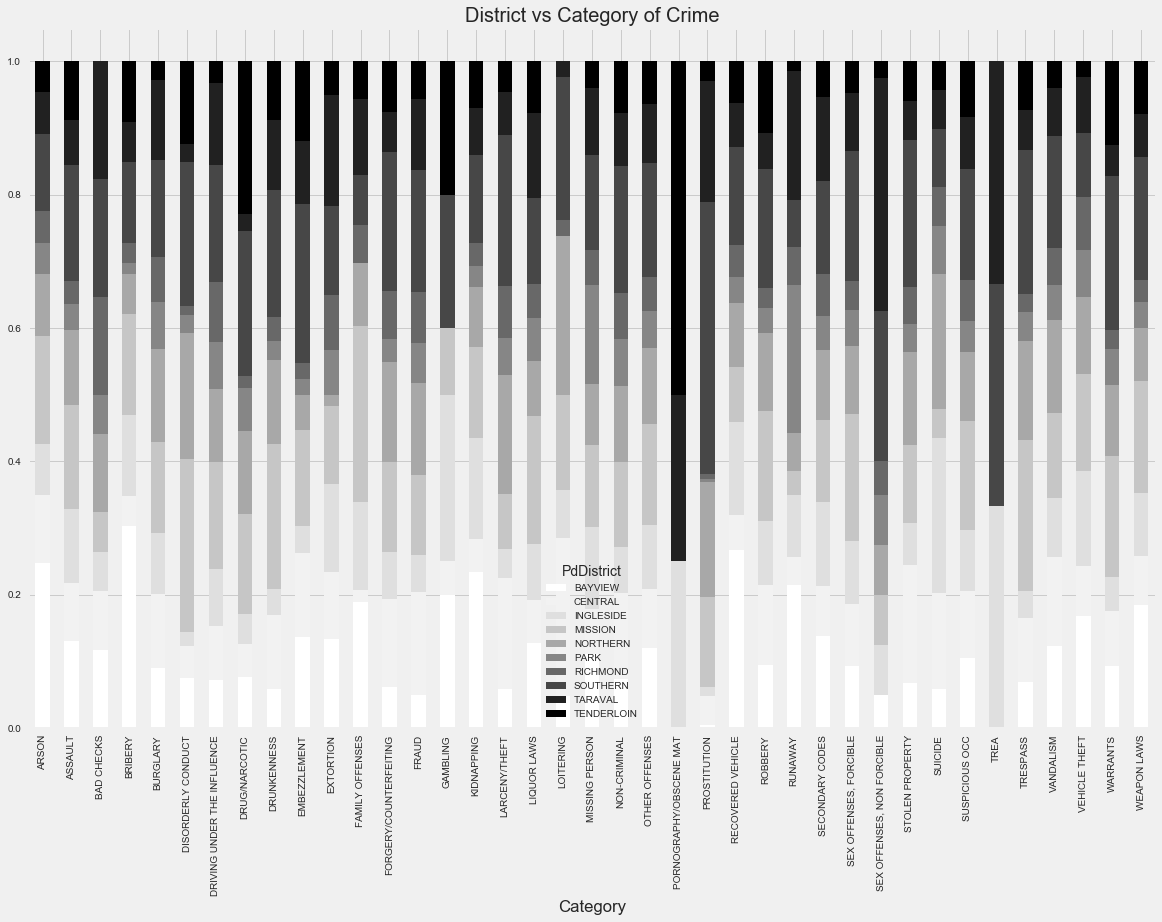 District vs Category of Crime
1.0
0.8
0.6
0.4
0.2
0.0
PdDistrict
BAYVIEW
CENTRAL
INGLESIDE
MISSION
NORTHERN
PARK
RICHMOND
SOUTHERN
TARAVAL
TENDERLOIN
ARSON
ASSAULT
BAD CHECKS
BRIBERY
BURGLARY
DISORDERLY CONDUCT
DRIVING UNDER THE INFLUENCE
DRUG/NARCOTIC
DRUNKENNESS
EMBEZZLEMENT
EXTORTION
FAMILY OFFENSES
FORGERY/COUNTERFEITING
FRAUD
GAMBLING
KIDNAPPING
LARCENY/THEFT
LIQUOR LAWS
LOITERING
MISSING PERSON
NON-CRIMINAL
OTHER OFFENSES
PORNOGRAPHY/OBSCENE MAT
PROSTITUTION
RECOVERED VEHICLE
ROBBERY
RUNAWAY
SECONDARY CODES
SEX OFFENSES, FORCIBLE
SEX OFFENSES, NON FORCIBLE
STOLEN PROPERTY
SUICIDE
SUSPICIOUS OCC
TREA
TRESPASS
VANDALISM
VEHICLE THEFT
WARRANTS
WEAPON LAWS
Category